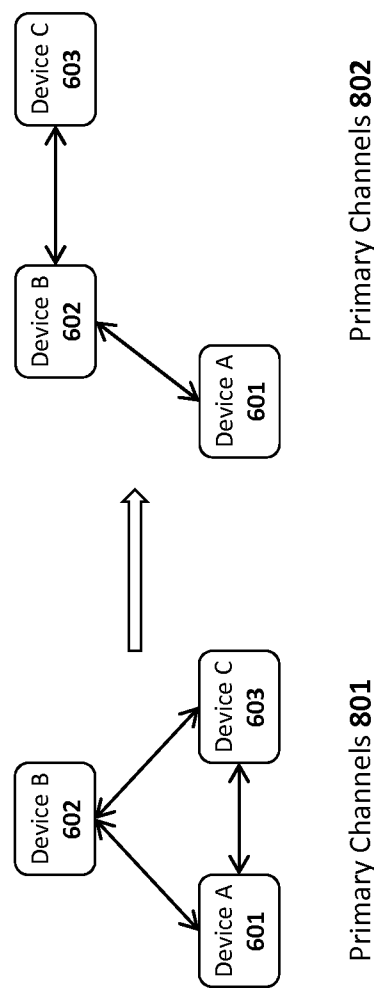 Device B
602
Device A
601
Device C
603
Primary Channels 801
Device B
602
Device C
603
Device A
601
Primary Channels 802